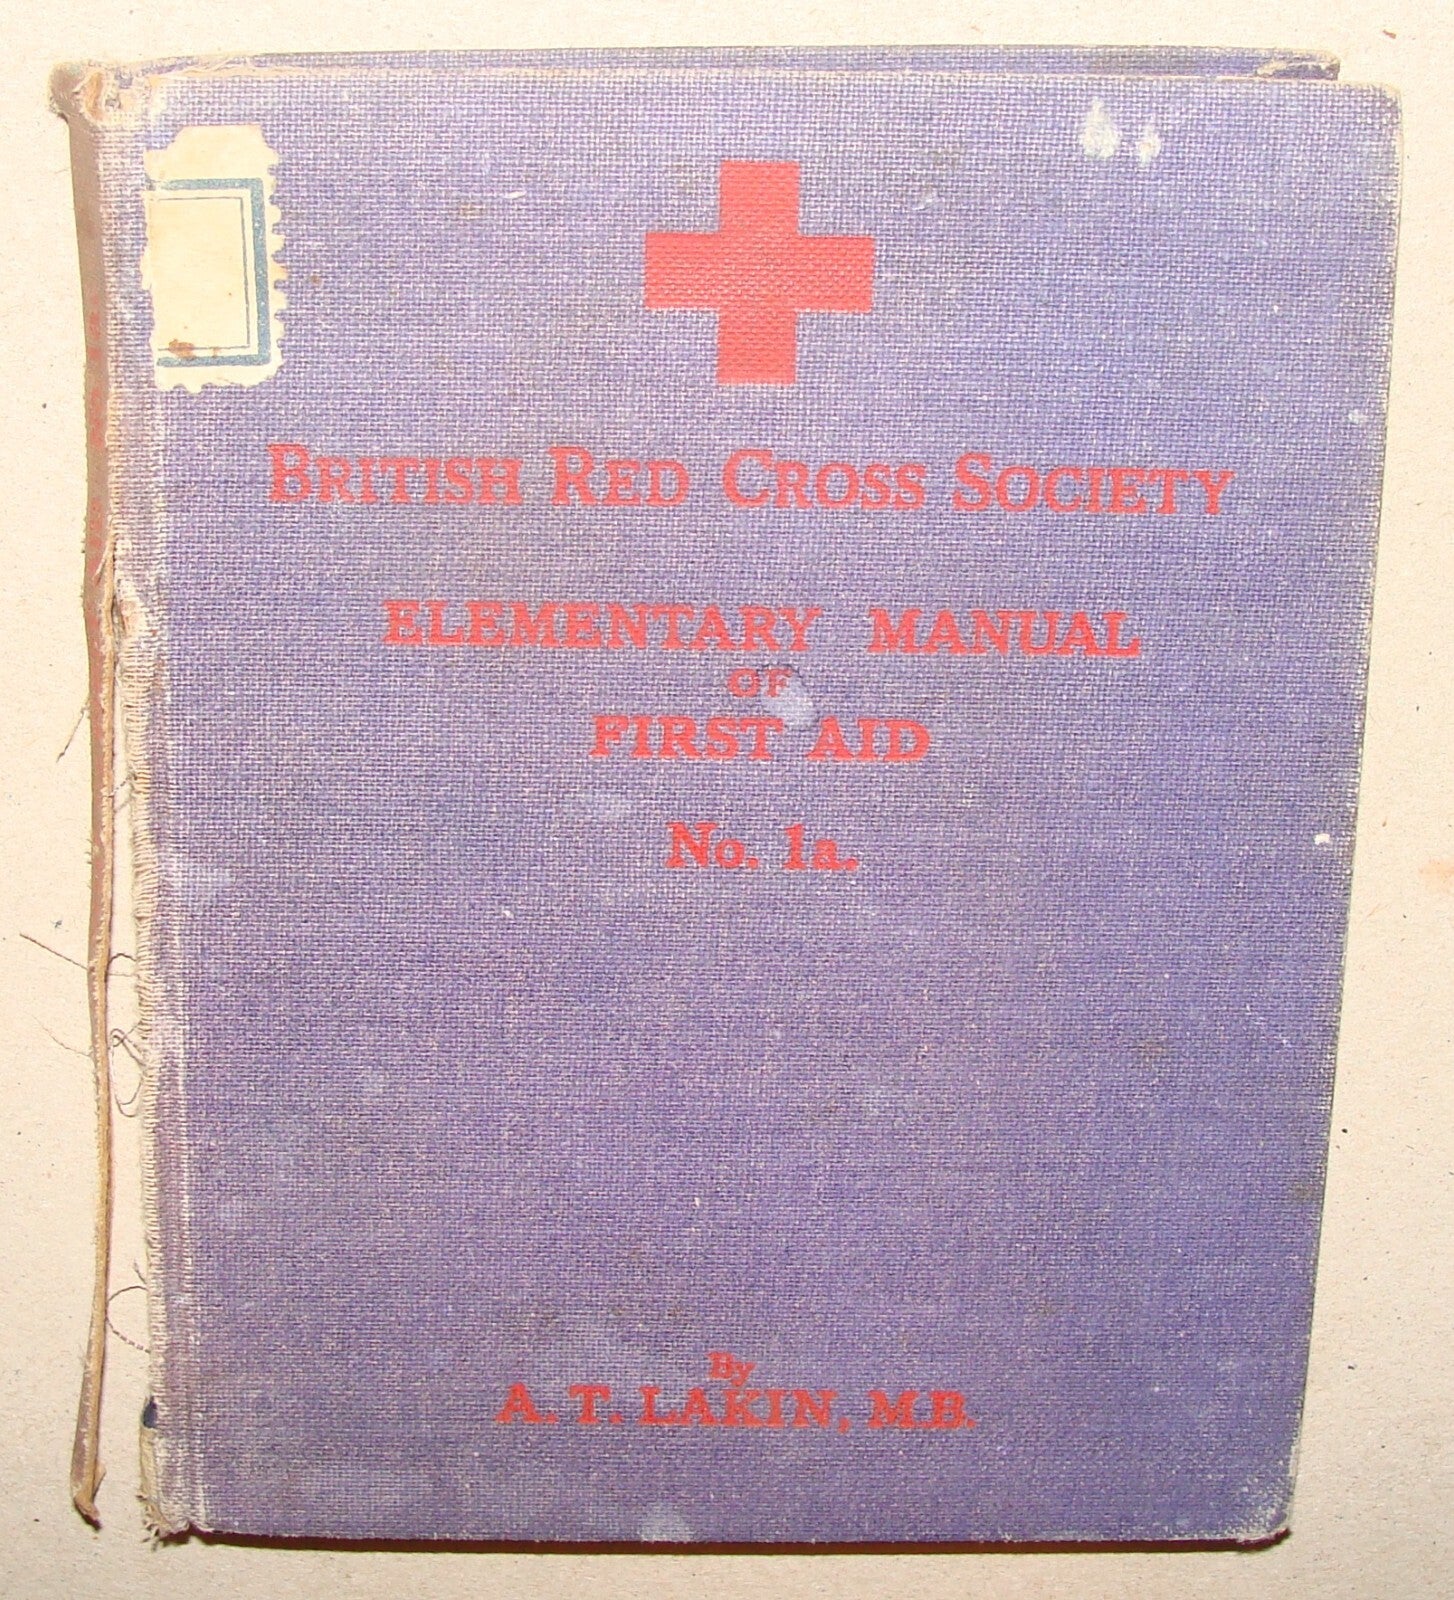 BRITISH RED CROSS SOCIETY
ELEMENTARY MANUAL
OF
FIRST AID
No. 1a.
By
A. T. LAKIN, M.B.